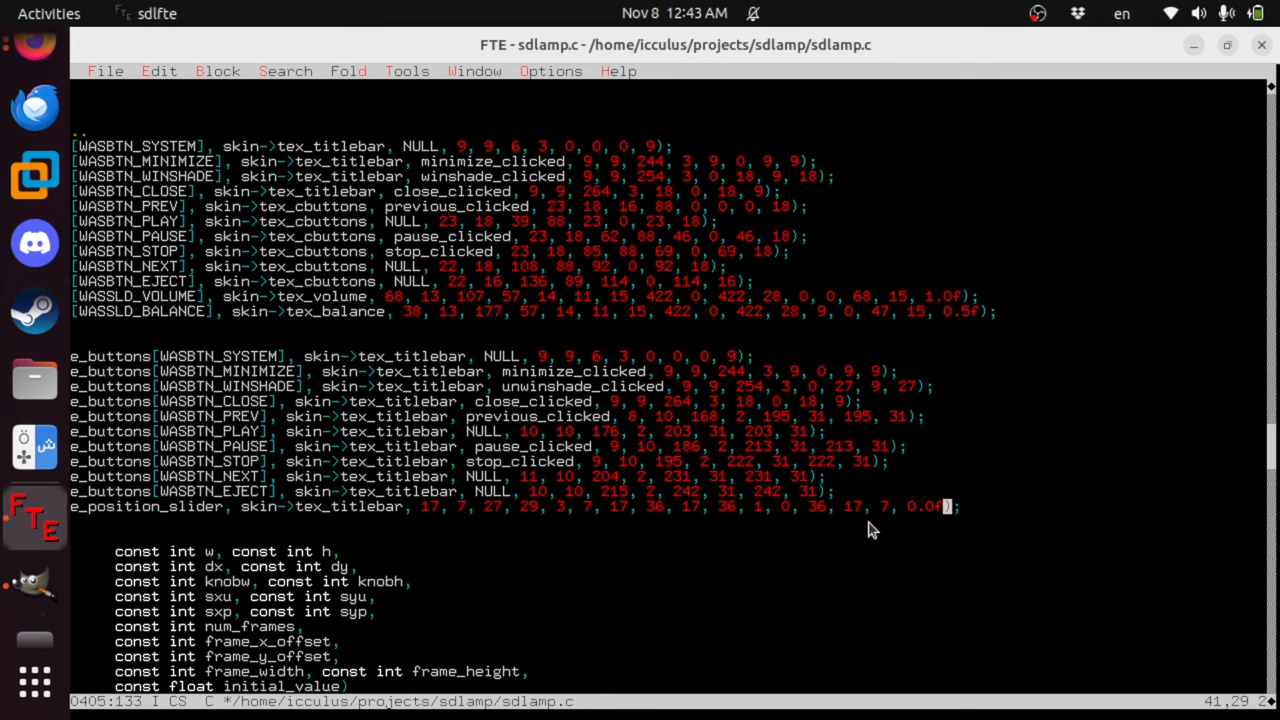 Activities
sdlfte
Nov 8 12:43 AM
en
FTE - sdlamp.c - /home/icculus/projects/sdlamp/sdlamp.c
File Edit Block Search Fold Tools Window Options Help
..
[WASBTN_SYSTEM], skin->tex_titlebar, NULL, 9, 9, 6, 3, 0, 0, 0, 9);
[WASBTN_MINIMIZE], skin->tex_titlebar, minimize_clicked, 9, 9, 244, 3, 9, 0, 9, 9);
[WASBTN_WINSHADE], skin->tex_titlebar, winshade_clicked, 9, 9, 254, 3, 0, 18, 9, 18);
[WASBTN_CLOSE], skin->tex_titlebar, close_clicked, 9, 9, 264, 3, 18, 0, 18, 9);
[WASBTN_PREV], skin->tex_cbuttons, previous_clicked, 23, 18, 16, 88, 0, 0, 0, 18);
[WASBTN_PLAY], skin->tex_cbuttons, NULL, 23, 18, 39, 88, 23, 0, 23, 18);
[WASBTN_PAUSE], skin->tex_cbuttons, pause_clicked, 23, 18, 62, 88, 46, 0, 46, 18);
[WASBTN_STOP], skin->tex_cbuttons, stop_clicked, 23, 18, 85, 88, 69, 0, 69, 18);
[WASBTN_NEXT], skin->tex_cbuttons, NULL, 22, 18, 108, 88, 92, 0, 92, 18);
[WASBTN_EJECT], skin->tex_cbuttons, NULL, 22, 16, 136, 89, 114, 0, 114, 16);
[WASSLD_VOLUME], skin->tex_volume, 68, 13, 107, 57, 14, 11, 15, 422, 0, 422, 28, 0, 0, 68, 15, 1.0f);
[WASSLD_BALANCE], skin->tex_balance, 38, 13, 177, 57, 14, 11, 15, 422, 0, 422, 28, 9, 0, 47, 15, 0.5f);
e_buttons[WASBTN_SYSTEM], skin->tex_titlebar, NULL, 9, 9, 6, 3, 0, 0, 0, 9);
e_buttons[WASBTN_MINIMIZE], skin->tex_titlebar, minimize_clicked, 9, 9, 244, 3, 9, 0, 9, 9);
e_buttons[WASBTN_WINSHADE], skin->tex_titlebar, unwinshade_clicked, 9, 9, 254, 3, 0, 27, 9, 27);
e_buttons[WASBTN_CLOSE], skin->tex_titlebar, close_clicked, 9, 9, 264, 3, 18, 0, 18, 9);
e_buttons[WASBTN_PREV], skin->tex_titlebar, previous_clicked, 8, 10, 168, 2, 195, 31, 195, 31);
e_buttons[WASBTN_PLAY], skin->tex_titlebar, NULL, 10, 10, 176, 2, 203, 31, 203, 31);
e_buttons[WASBTN_PAUSE], skin->tex_titlebar, pause_clicked, 9, 10, 186, 2, 213, 31, 213, 31);
e_buttons[WASBTN_STOP], skin->tex_titlebar, stop_clicked, 9, 10, 195, 2, 222, 31, 222, 31);
e_buttons[WASBTN_NEXT], skin->tex_titlebar, NULL, 11, 10, 204, 2, 231, 31, 231, 31);
e_buttons[WASBTN_EJECT], skin->tex_titlebar, NULL, 10, 10, 215, 2, 242, 31, 242, 31);
e_position_slider, skin->tex_titlebar, 17, 7, 27, 29, 3, 7, 17, 36, 17, 36, 1, 0, 36, 17, 7, 0.0f);
const int w, const int h,
const int dx, const int dy,
const int knobw, const int knobh,
const int sxu, const int syu,
const int sxp, const int syp,
const int num_frames,
const int frame_x_offset,
const int frame_y_offset,
const int frame_width, const int frame_height,
const float initial_value)
0405:133 I CS C */home/icculus/projects/sdlamp/sdlamp.c 41,29 2